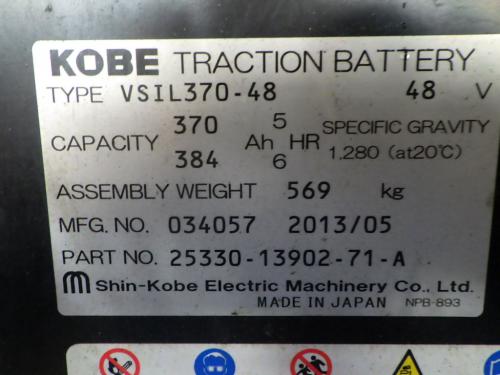 KOBE TRACTION BATTERY
TYPE VSIL370-48 48 V
CAPACITY 370 Ah 5 HR SPECIFIC GRAVITY
384 6 1.280 (at20℃)
ASSEMBLY WEIGHT 569 kg
MFG. NO. 034057 2013/05
PART NO. 25330-13902-71-A
Shin-Kobe Electric Machinery Co., Ltd.
MADE IN JAPAN NPB-893